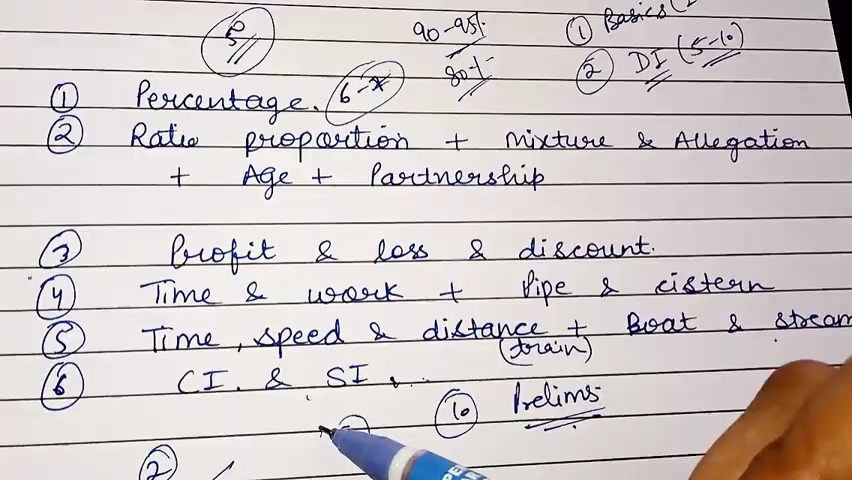 90-95%
① Basics
② DI (5-10)
80%
① Percentage.
② Ratio proportion + mixture & Allegation
+ Age + Partnership
③ Profit & loss & discount.
④ Time & work + Pipe & cistern
⑤ Time, speed & distance + Boat & stream
(train)
⑥ CI. & SI
⑩ Prelims